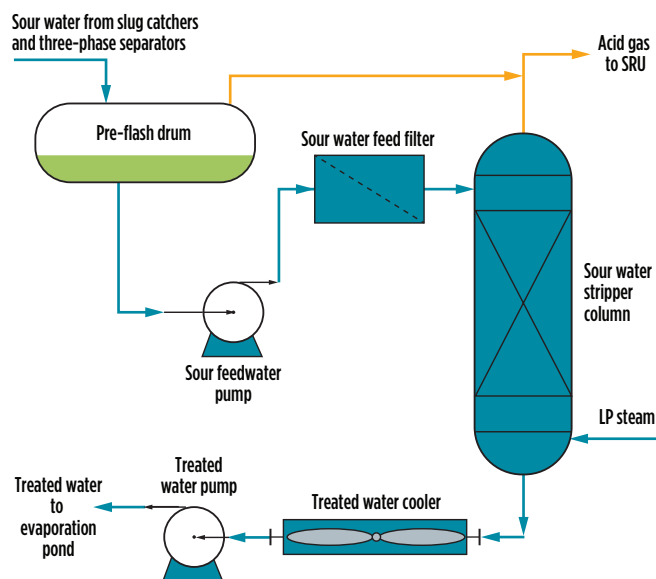 Sour water from slug catchers
and three-phase separators
Acid gas
to SRU
Pre-flash drum
Sour water feed filter
Sour water
stripper
column
Sour feedwater
pump
LP steam
Treated
water pump
Treated water cooler
Treated water
to
evaporation
pond